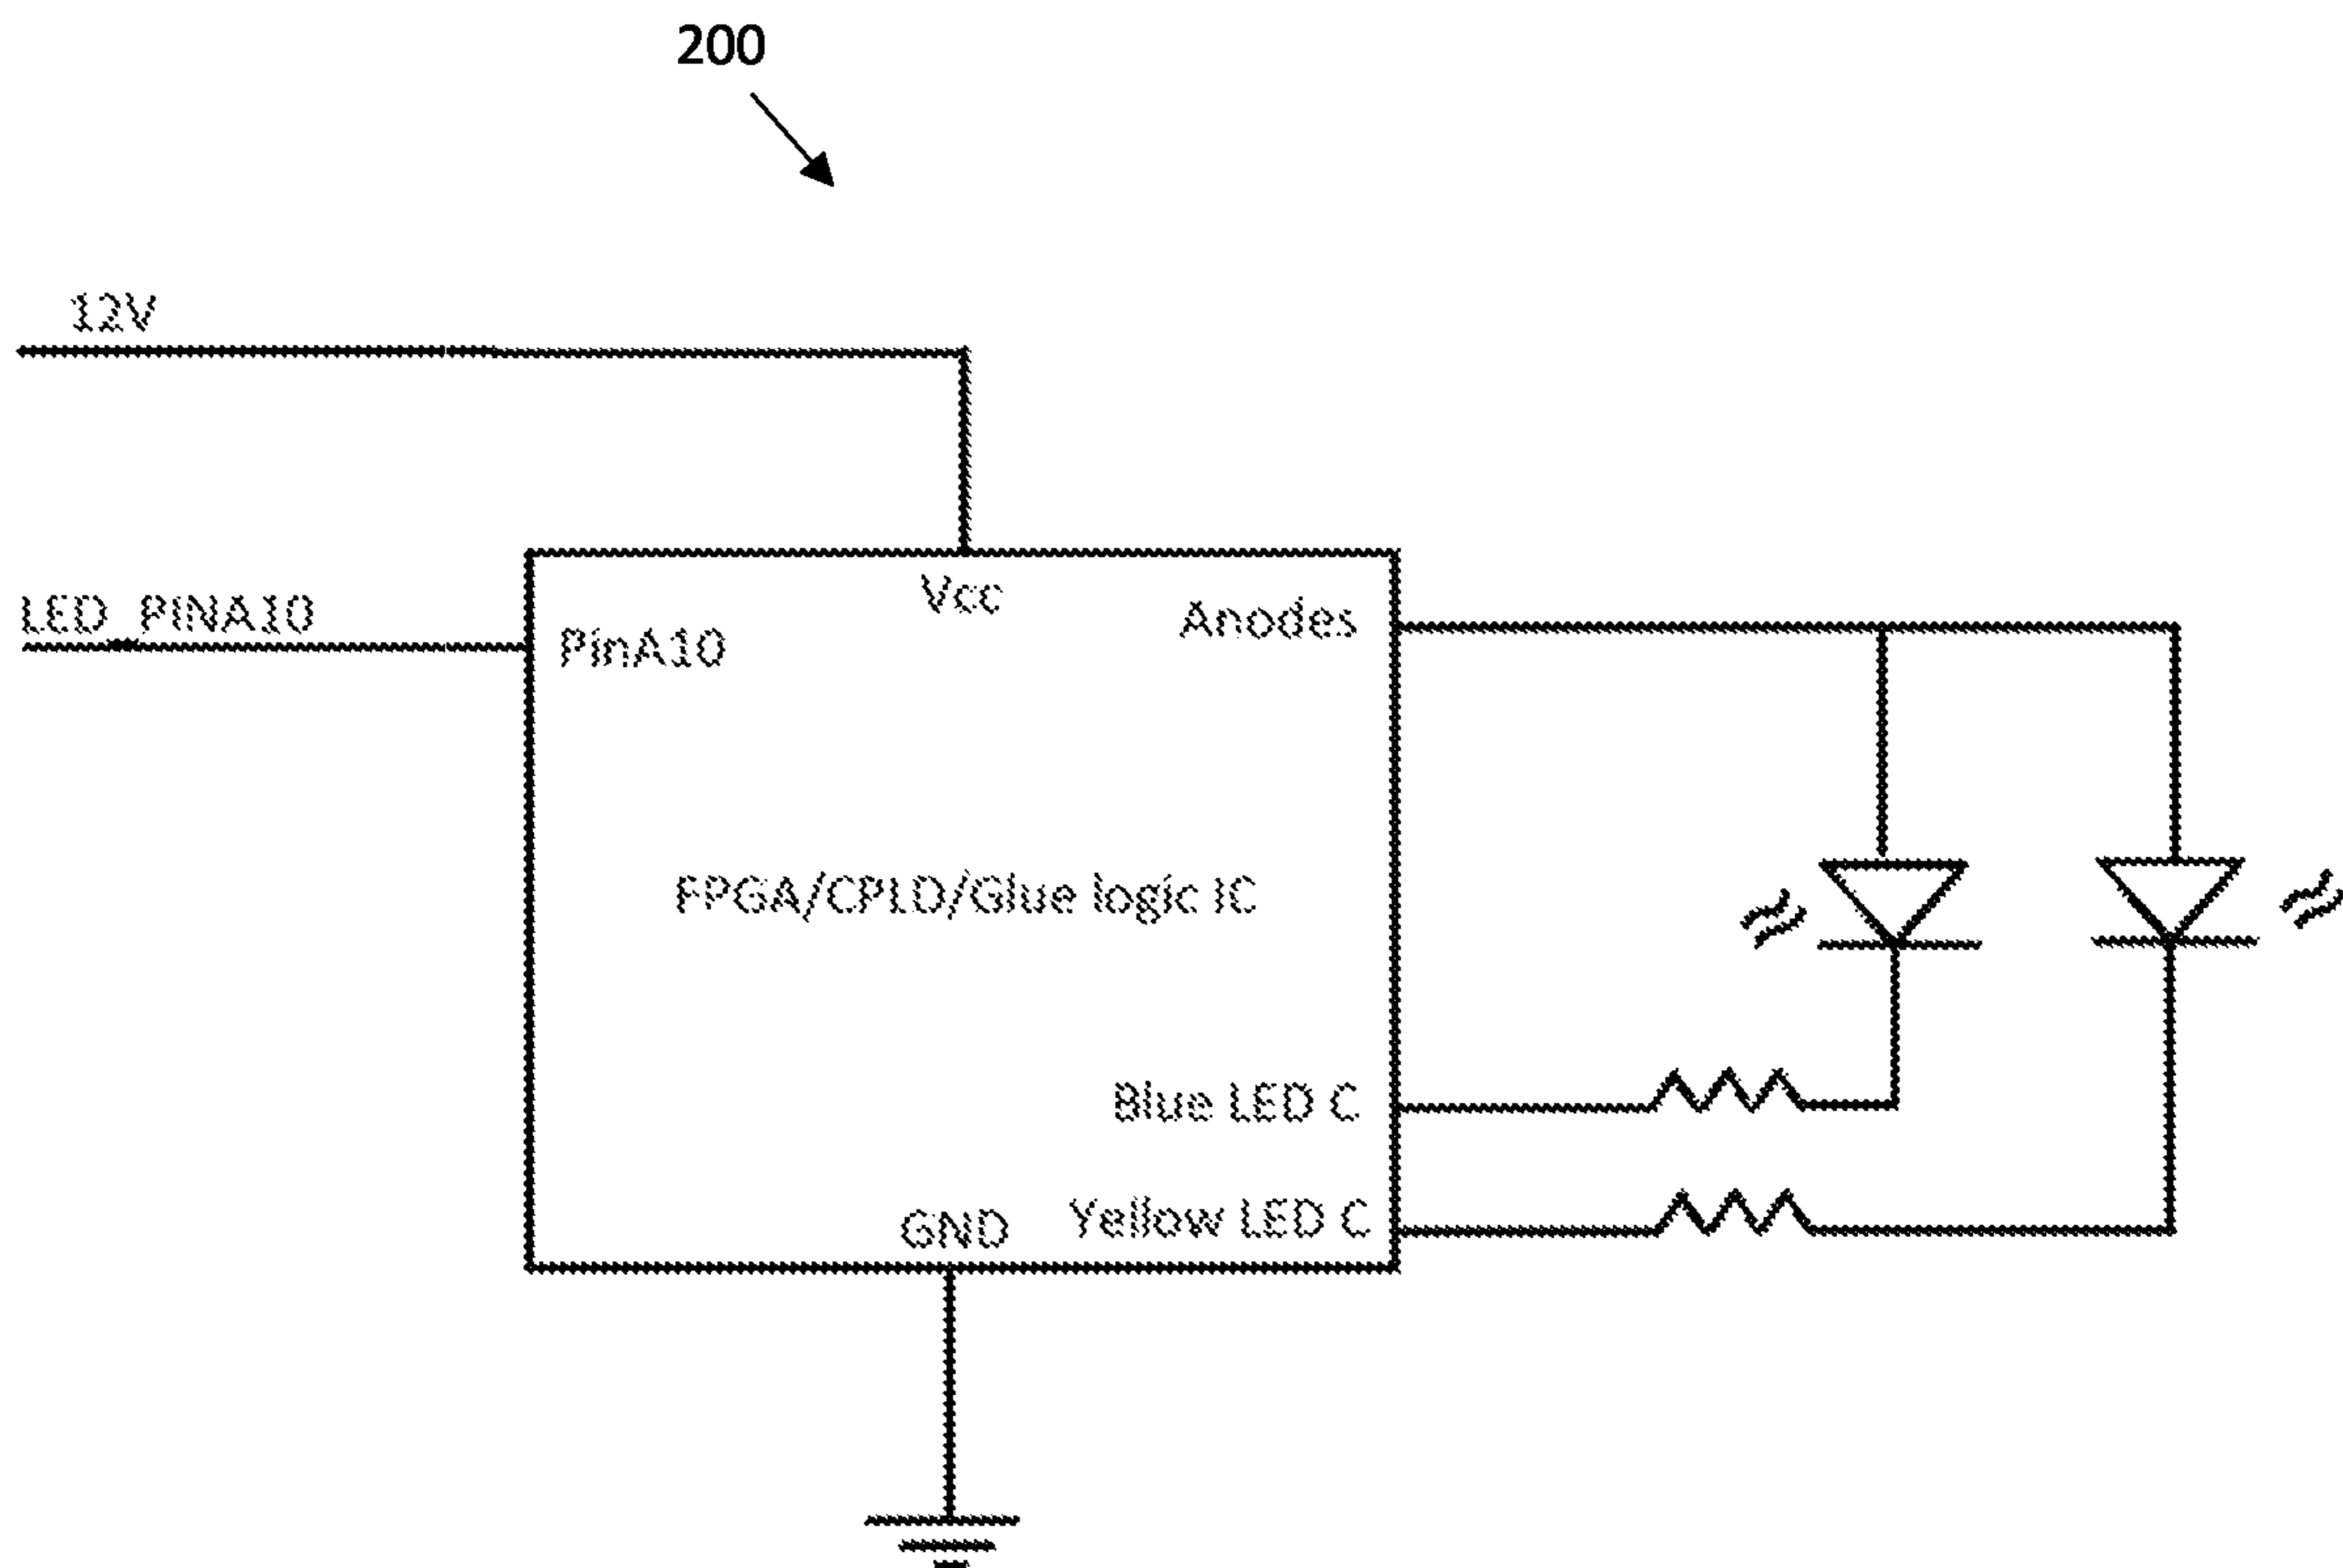 200
12V
LED_PINA10
Vcc
Anodes
PinA10
FPGA/CPLD/Glue logic IC
Blue LED C
Yellow LED C
GND